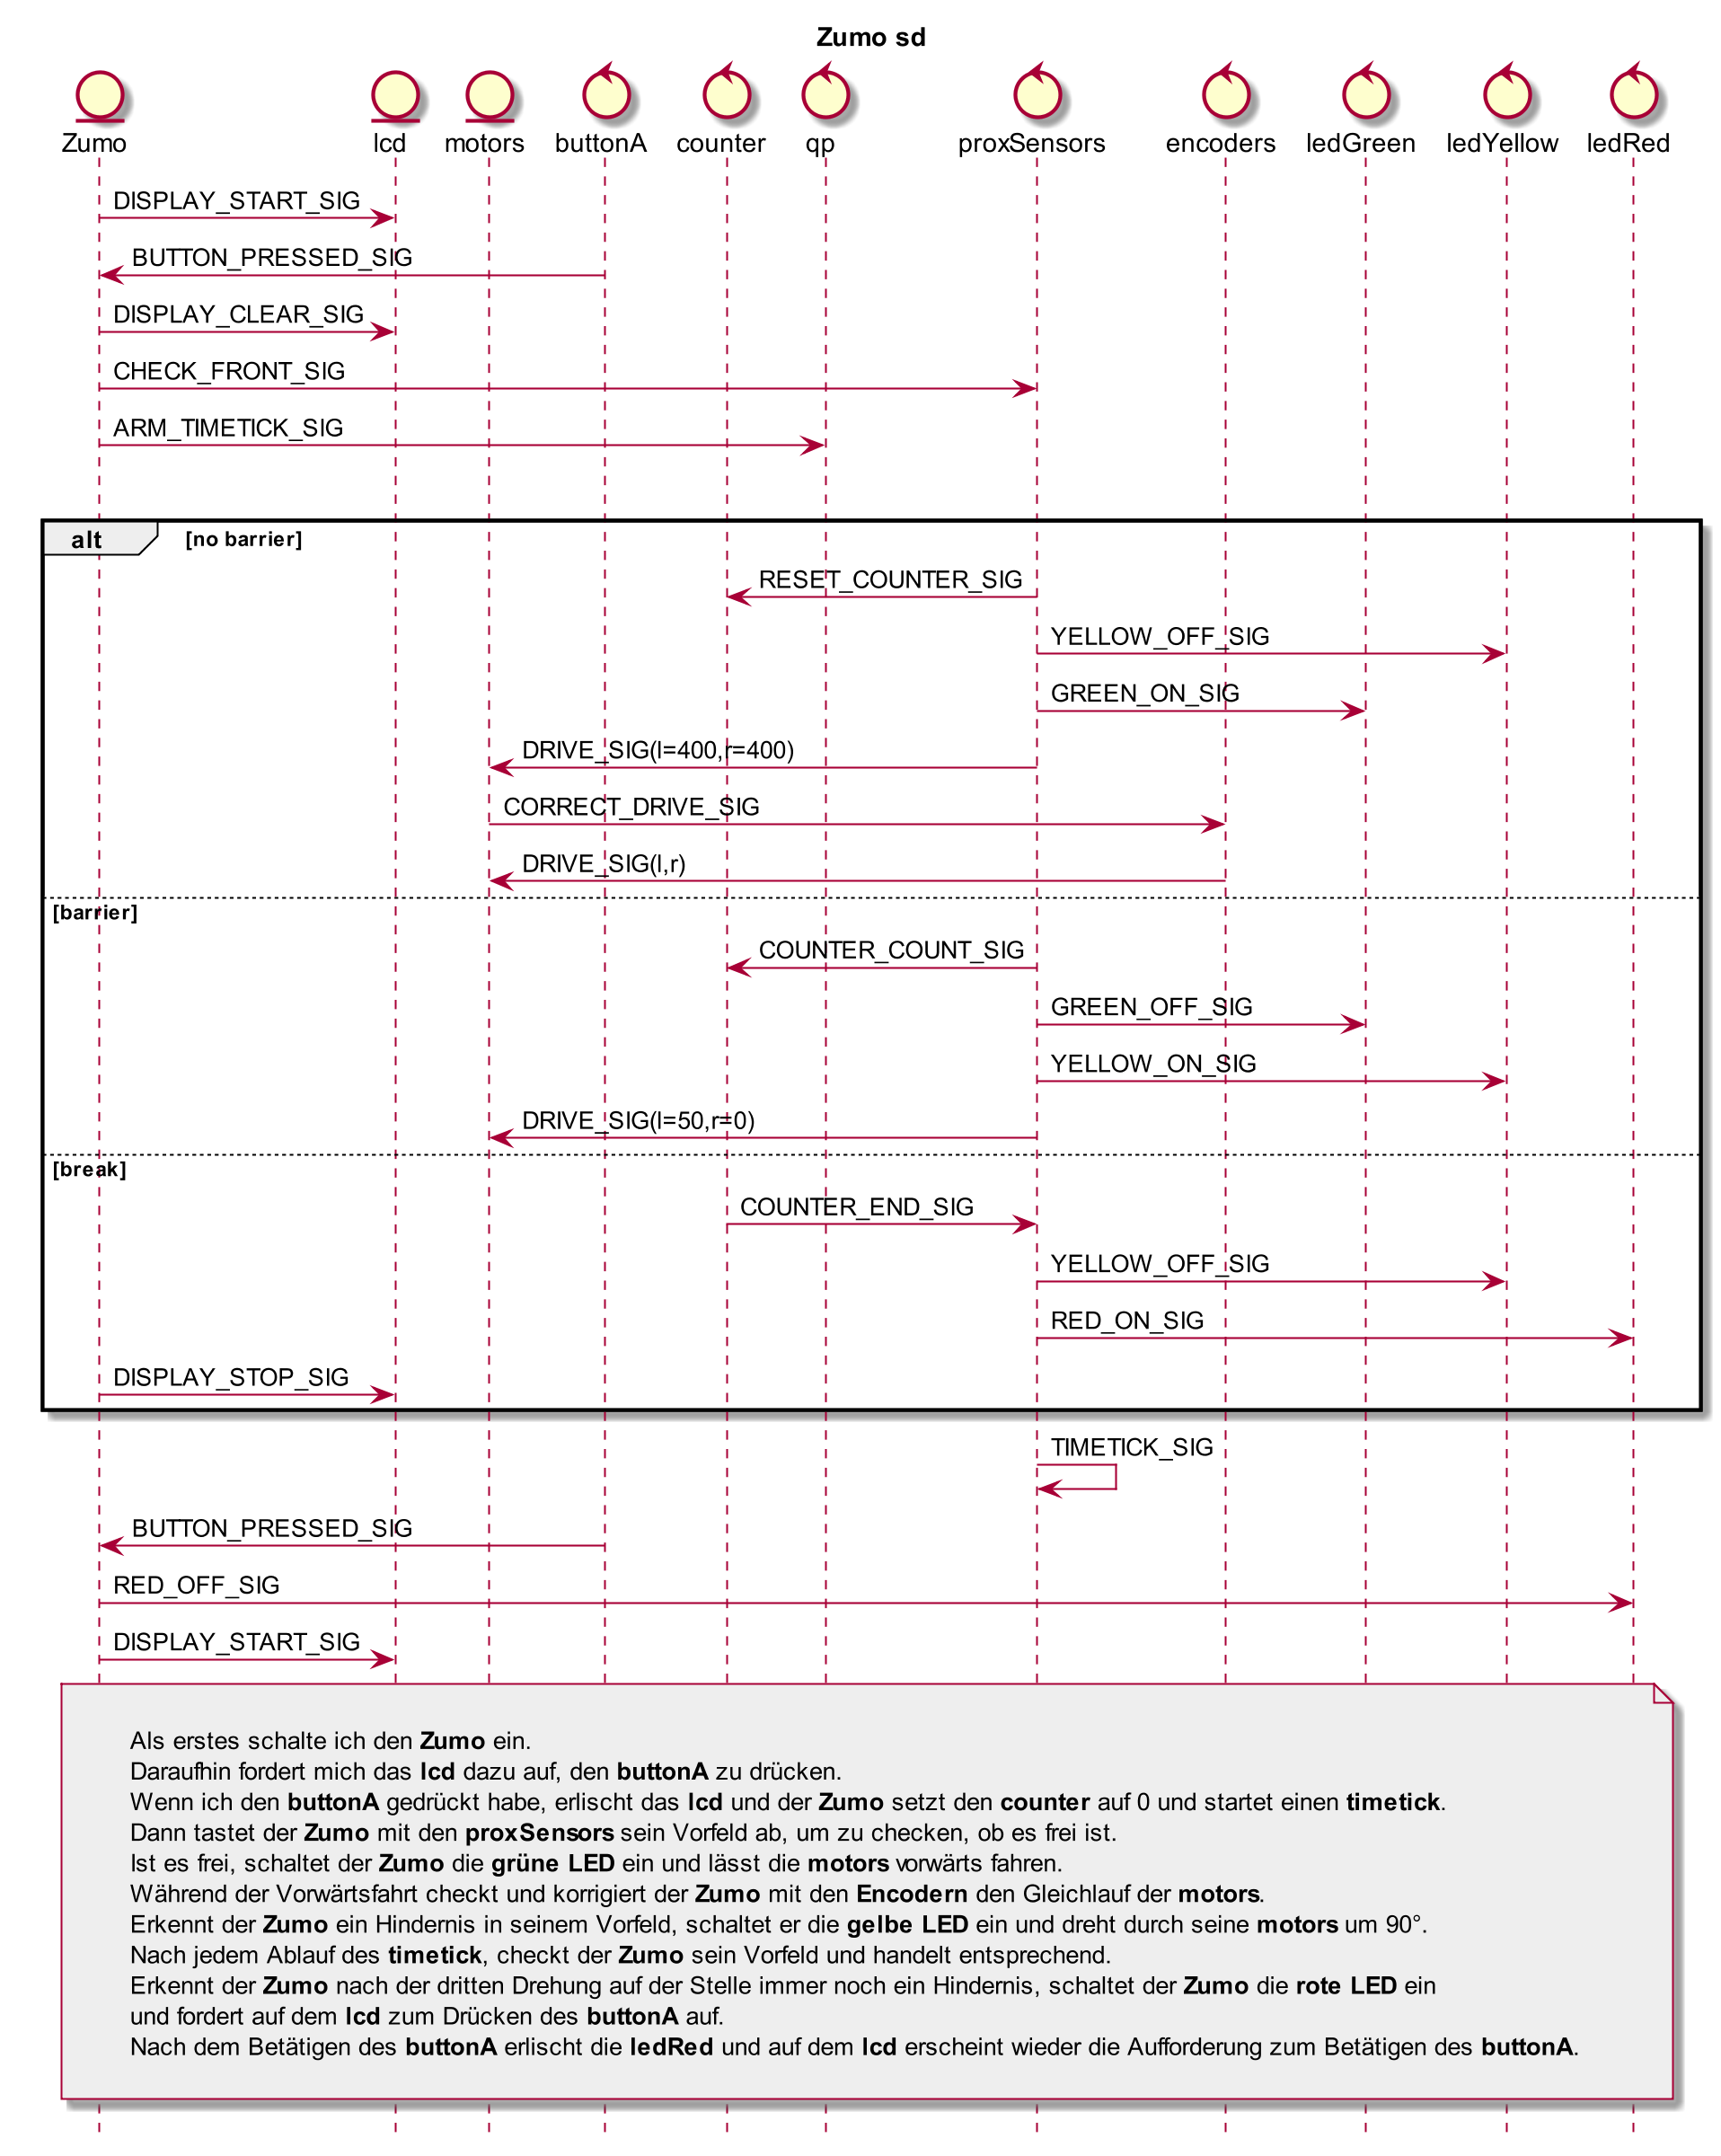 Zumo sd
Zumo lcd motors buttonA counter qp proxSensors encoders ledGreen ledYellow ledRed
DISPLAY_START_SIG
BUTTON_PRESSED_SIG
DISPLAY_CLEAR_SIG
CHECK_FRONT_SIG
ARM_TIMETICK_SIG
alt [no barrier]
RESET_COUNTER_SIG
YELLOW_OFF_SIG
GREEN_ON_SIG
DRIVE_SIG(l=400,r=400)
CORRECT_DRIVE_SIG
DRIVE_SIG(l,r)
[barrier]
COUNTER_COUNT_SIG
GREEN_OFF_SIG
YELLOW_ON_SIG
DRIVE_SIG(l=50,r=0)
[break]
COUNTER_END_SIG
YELLOW_OFF_SIG
RED_ON_SIG
DISPLAY_STOP_SIG
TIMETICK_SIG
BUTTON_PRESSED_SIG
RED_OFF_SIG
DISPLAY_START_SIG
Als erstes schalte ich den Zumo ein.
Daraufhin fordert mich das lcd dazu auf, den buttonA zu drücken.
Wenn ich den buttonA gedrückt habe, erlischt das lcd und der Zumo setzt den counter auf 0 und startet einen timetick.
Dann tastet der Zumo mit den proxSensors sein Vorfeld ab, um zu checken, ob es frei ist.
Ist es frei, schaltet der Zumo die grüne LED ein und lässt die motors vorwärts fahren.
Während der Vorwärtsfahrt checkt und korrigiert der Zumo mit den Encodern den Gleichlauf der motors.
Erkennt der Zumo ein Hindernis in seinem Vorfeld, schaltet er die gelbe LED ein und dreht durch seine motors um 90°.
Nach jedem Ablauf des timetick, checkt der Zumo sein Vorfeld und handelt entsprechend.
Erkennt der Zumo nach der dritten Drehung auf der Stelle immer noch ein Hindernis, schaltet der Zumo die rote LED ein
und fordert auf dem lcd zum Drücken des buttonA auf.
Nach dem Betätigen des buttonA erlischt die ledRed und auf dem lcd erscheint wieder die Aufforderung zum Betätigen des buttonA.